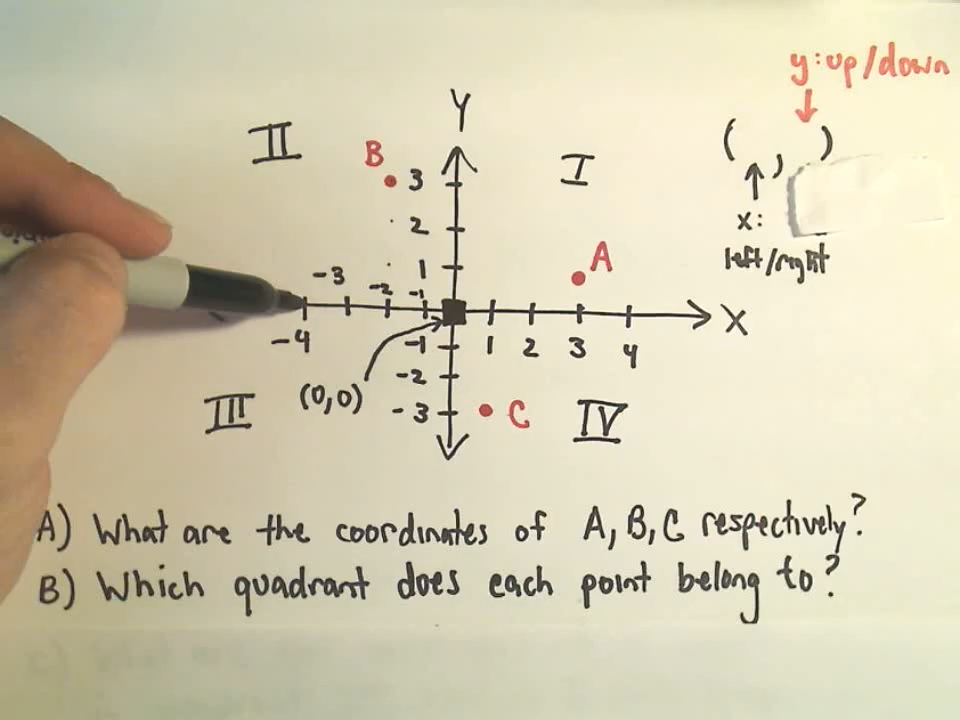 y:up/down
Y
II
B
3
I
( , )
2
x:
left/right
A
1
-3
-2
-1
X
-4
-1
1
2
3
4
-2
III
(0,0)
-3
C
IV
A) What are the coordinates of A, B, C respectively?
B) Which quadrant does each point belong to?